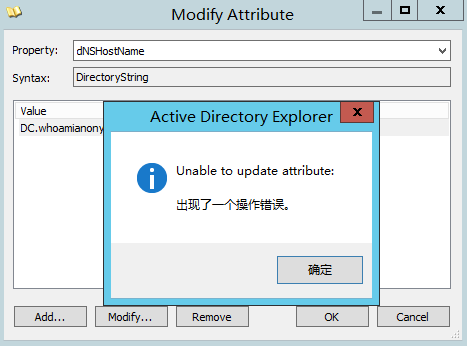 Modify Attribute
Property:
dNSHostName
Syntax:
DirectoryString
Value
DC.whoamianony
Active Directory Explorer
Unable to update attribute:
出现了一个操作错误。
确定
Add...
Modify...
Remove
OK
Cancel